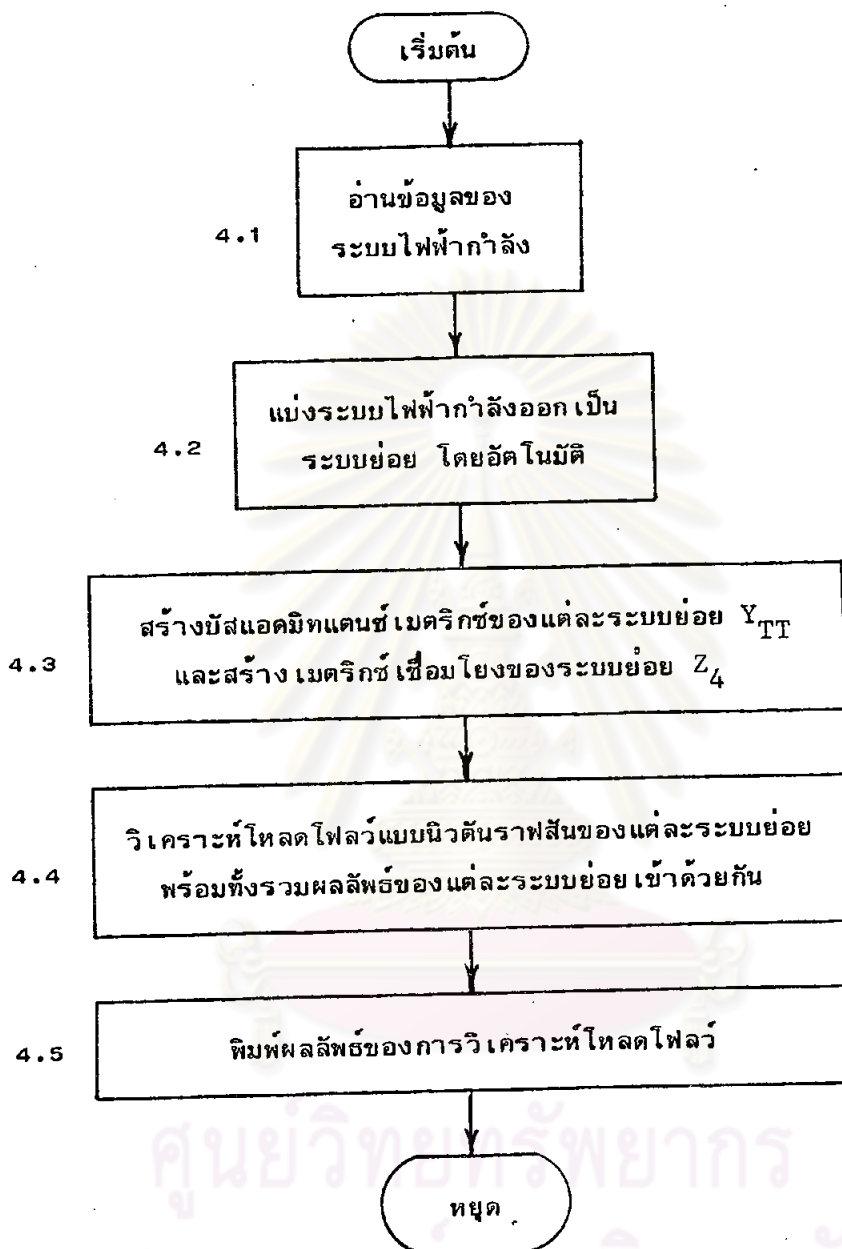 เริ่มต้น
4.1
อ่านข้อมูลของ
ระบบไฟฟ้ากำลัง
4.2
แบ่งระบบไฟฟ้ากำลังออกเป็น
ระบบย่อย โดยอัตโนมัติ
4.3
สร้างบัสแอดมิทแตนซ์เมตริกซ์ของแต่ละระบบย่อย Y_TT
และสร้างเมตริกซ์เชื่อมโยงของระบบย่อย Z_4
4.4
วิเคราะห์โหลดโฟลว์แบบนิวตันราฟสันของแต่ละระบบย่อย
พร้อมทั้งรวมผลลัพธ์ของแต่ละระบบย่อยเข้าด้วยกัน
4.5
พิมพ์ผลลัพธ์ของการวิเคราะห์โหลดโฟลว์
ศูนย์วิทยทรัพยากร
หยุด